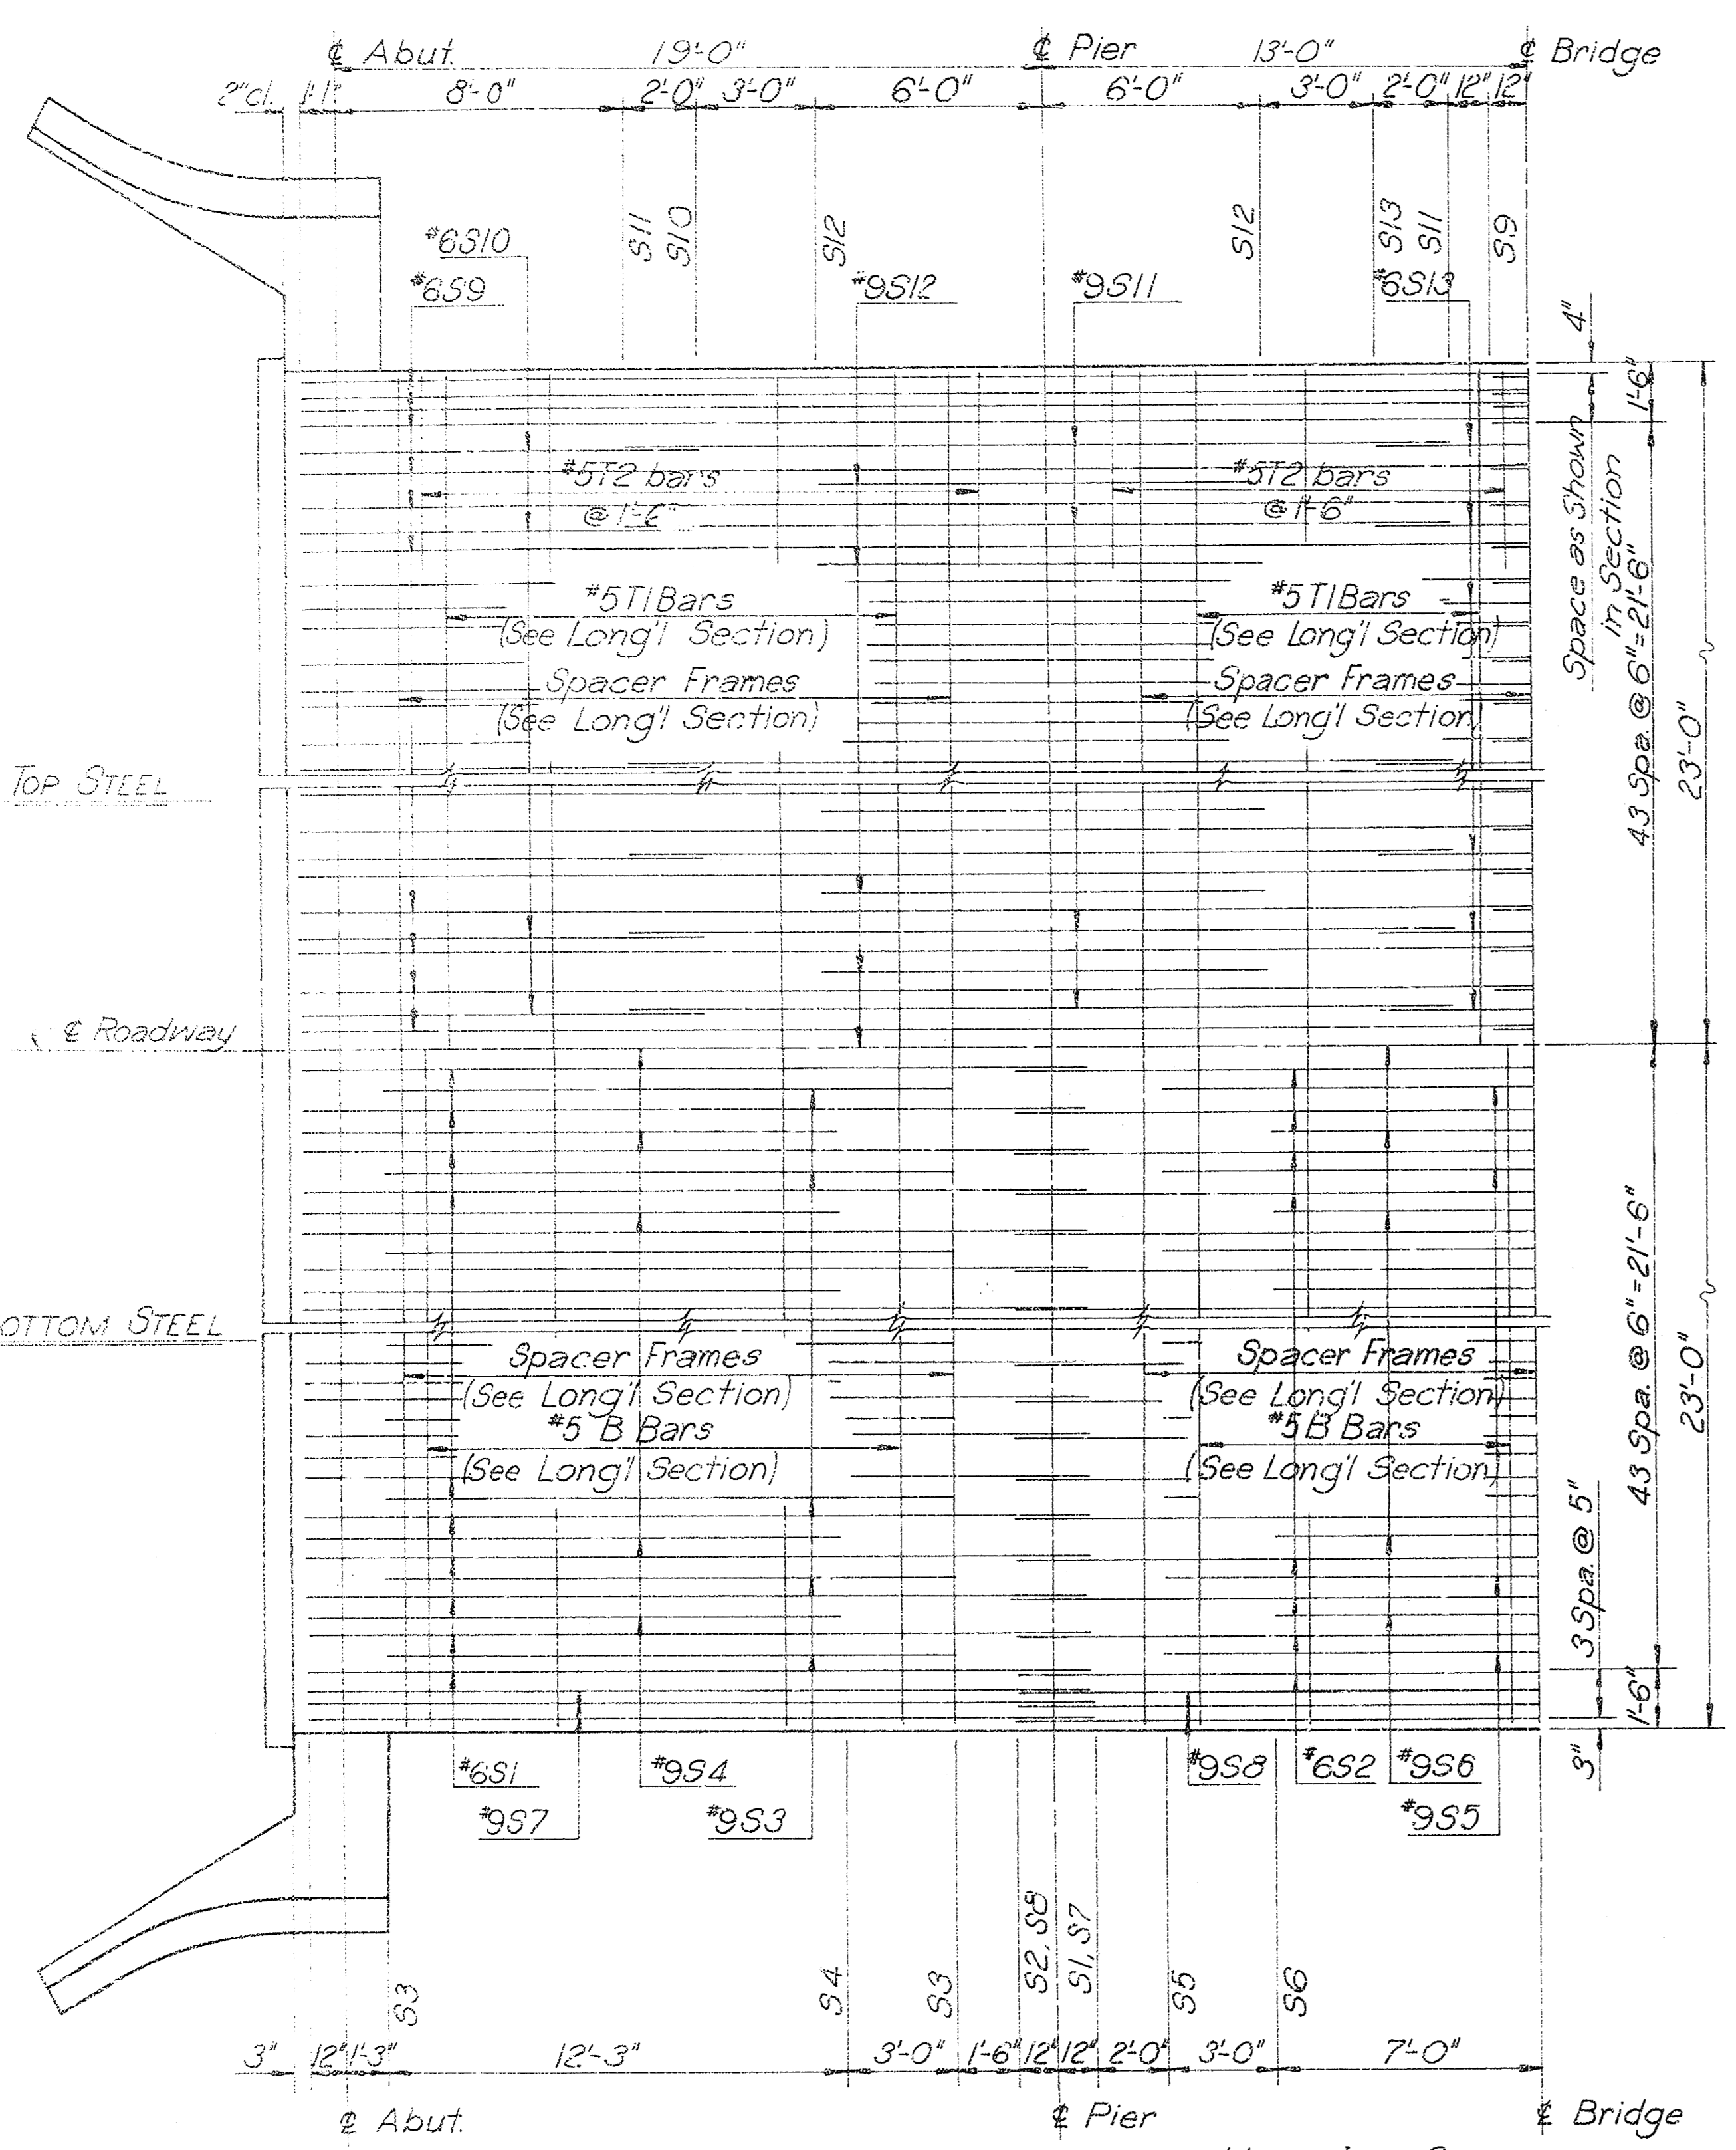 ℄ Abut. 19'-0" ℄ Pier 13'-0" ℄ Bridge
2"cl. 1'-1" 8'-0" 2'-0" 3'-0" 6'-0" 6'-0" 3'-0" 2'-0" 12" 12"
S11 S10 S12 S12 S13 S11 S9
#6S10
#6S9 #9S12 #9S11 #6S13
4"
1'-6"
#5T2 bars
@ 1'-6"
#5T2 bars
@ 1'-6"
Space as Shown
in Section
43 Spa. @ 6"=21'-6"
23'-0"
#5T1Bars
(See Long'l Section)
#5T1Bars
(See Long'l Section)
Spacer Frames
(See Long'l Section)
Spacer Frames
(See Long'l Section)
TOP STEEL
℄ Roadway
OTTOM STEEL
43 Spa. @ 6"=21'-6"
23'-0"
Spacer Frames
(See Long'l Section)
Spacer Frames
(See Long'l Section)
#5 B Bars
(See Long'l Section)
#5 B Bars
(See Long'l Section)
3 Spa. @ 5"
1'-6"
3"
#6S1 #9S4 #9S8 #6S2 #9S6
#9S7 #9S3 #9S5
S3 S4 S3 S2, S8 S1, S7 S5 S6
3" 12" 1'-3" 12'-3" 3'-0" 1'-6" 12" 12" 2'-0" 3'-0" 7'-0"
℄ Abut. ℄ Pier ℄ Bridge